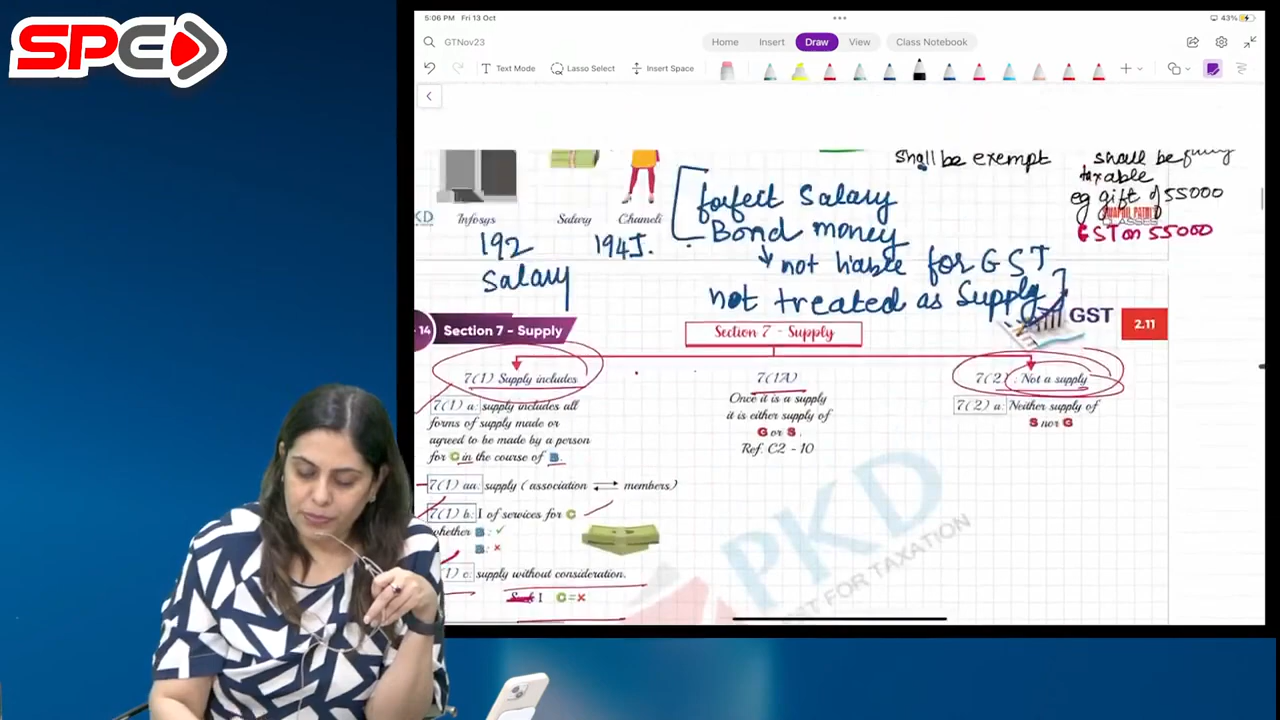 SPE
5:06 PM Fri 13 Oct
43%
GTNov23
Home Insert Draw View Class Notebook
Text Mode Lasso Select Insert Space
shall be exempt
shall be fully
taxable
eg gift of 55000
GST on 55000
KD Infosys Salary Chameli
192 194J.
Salary
forfect Salary
Bond money
not liable for GST
not treated as Supply
14 Section 7 - Supply
Section 7 - Supply
GST
2.11
7(1) Supply includes
7(1) a: supply includes all
forms of supply made or
agreed to be made by a person
for C in the course of B.
7(1) aa: supply (association members)
7(1) b: I of services for C
whether B: ✓
B: ×
1) c: supply without consideration.
I C=×
7(1A)
Once it is a supply
it is either supply of
G or S.
Ref. C2 - 10
7(2) : Not a supply
7(2) a: Neither supply of
S nor G
PKD
T FOR TAXATION